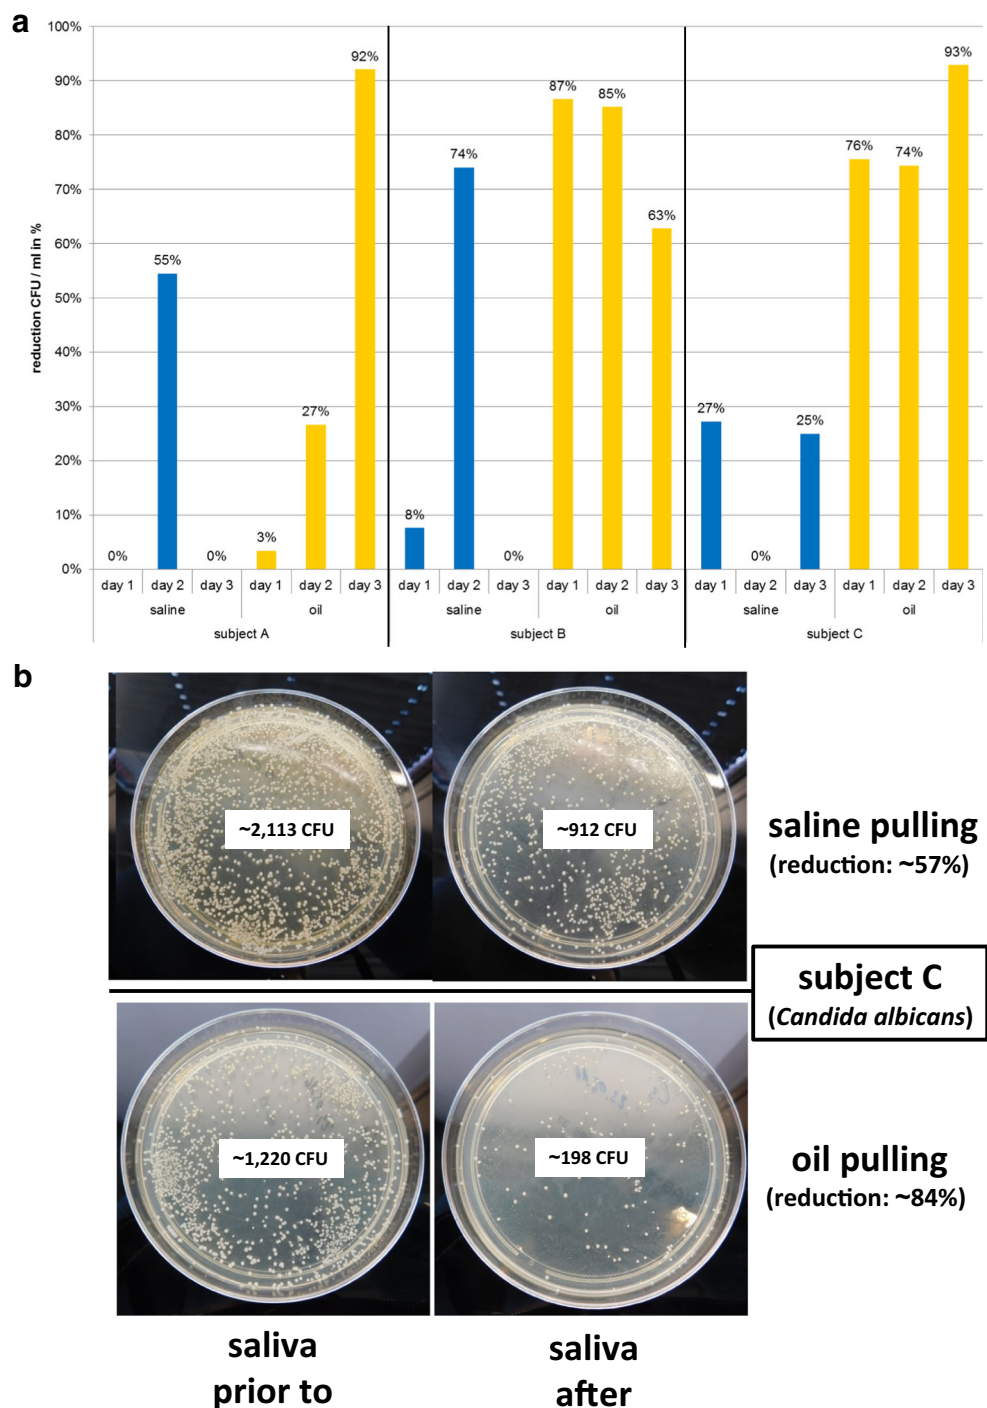 a
100%
90%
80%
70%
60%
50%
40%
30%
20%
10%
0%
reduction CFU / ml in %
0%
55%
0%
3%
27%
92%
8%
74%
0%
87%
85%
63%
27%
0%
25%
76%
74%
93%
day 1 day 2 day 3 day 1 day 2 day 3 day 1 day 2 day 3 day 1 day 2 day 3 day 1 day 2 day 3 day 1 day 2 day 3
saline oil saline oil saline oil
subject A subject B subject C
b
~2,113 CFU
~912 CFU
saline pulling
(reduction: ~57%)
subject C
(Candida albicans)
~1,220 CFU
~198 CFU
oil pulling
(reduction: ~84%)
saliva
prior to
saliva
after